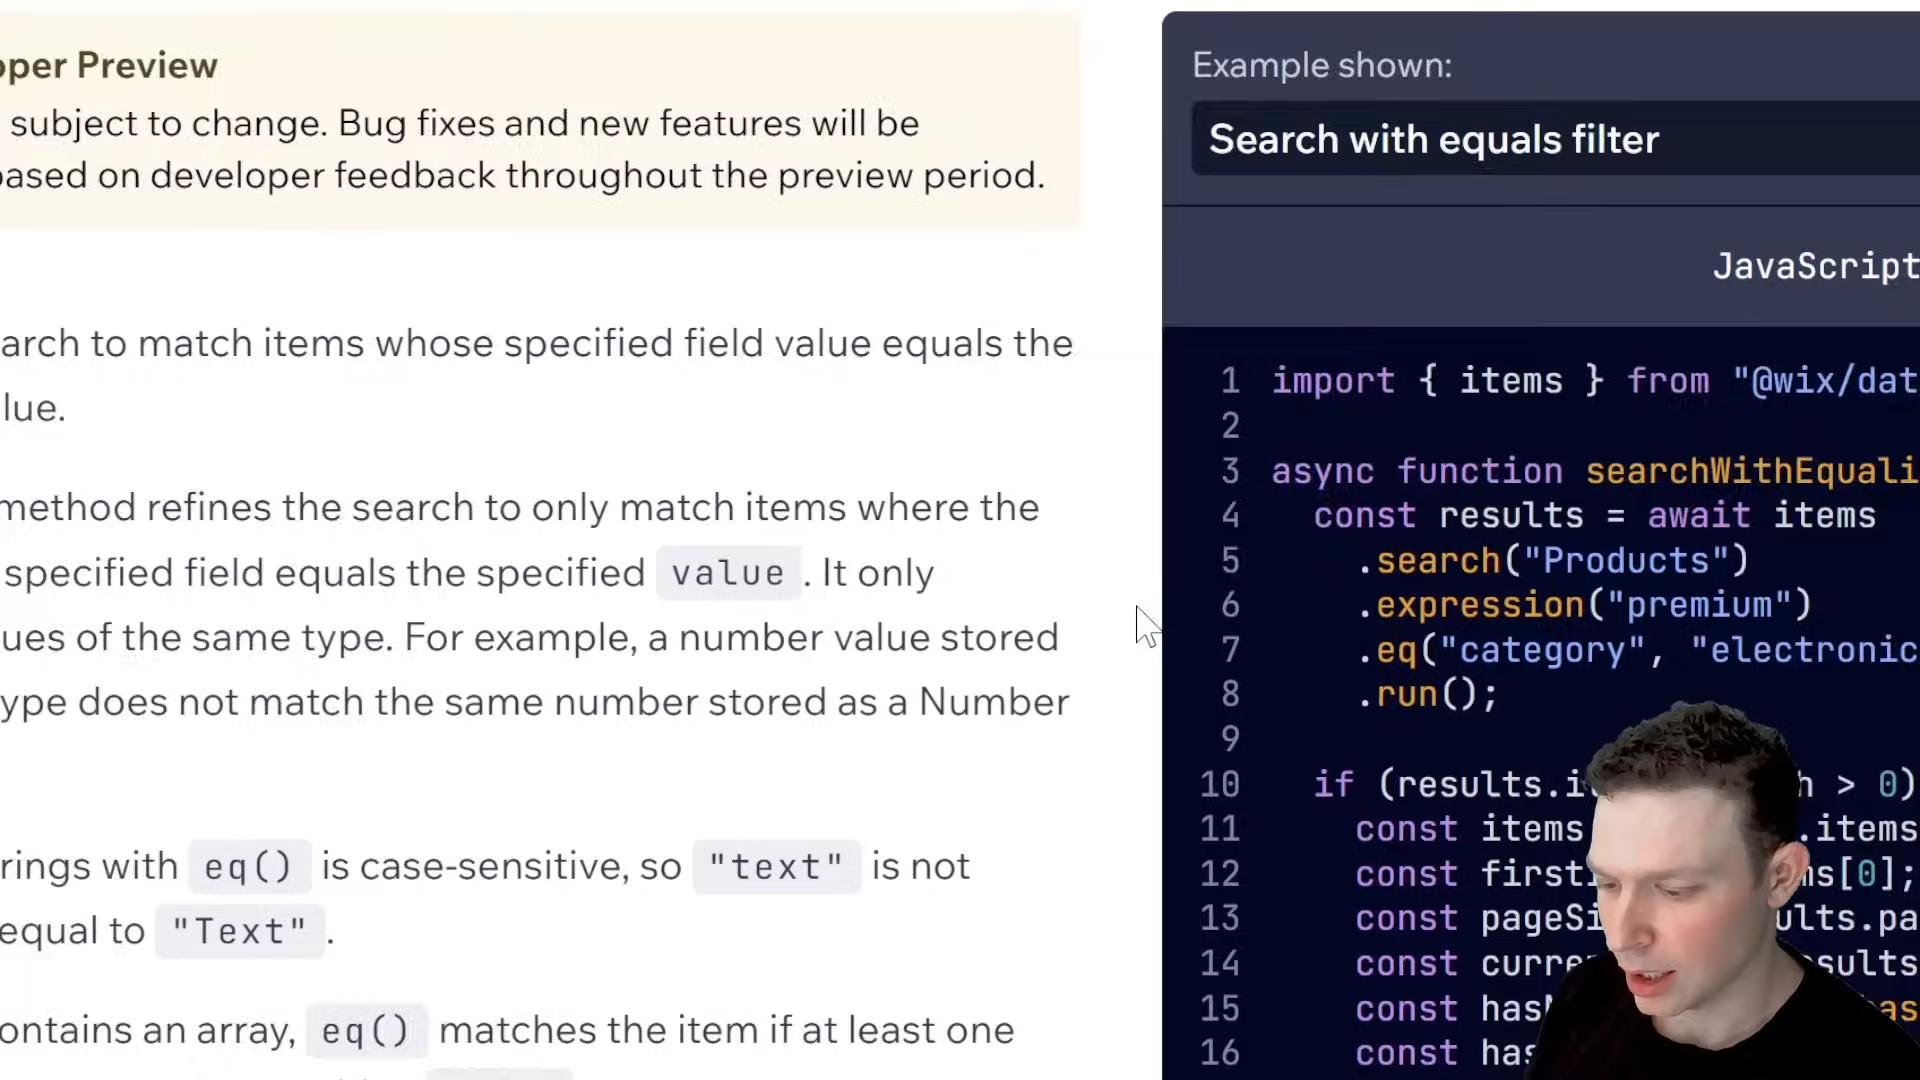 oper Preview
subject to change. Bug fixes and new features will be
based on developer feedback throughout the preview period.
arch to match items whose specified field value equals the
lue.
method refines the search to only match items where the
specified field equals the specified value . It only
ues of the same type. For example, a number value stored
ype does not match the same number stored as a Number
rings with eq() is case-sensitive, so "text" is not
equal to "Text" .
ontains an array, eq() matches the item if at least one
Example shown:
Search with equals filter
JavaScript
1 import { items } from "@wix/dat
2
3 async function searchWithEquali
4 const results = await items
5 .search("Products")
6 .expression("premium")
7 .eq("category", "electronic
8 .run();
9
10 if (results.it h > 0)
11 const items .items
12 const firstI ms[0];
13 const pageSi ults.pa
14 const curre sults
15 const hasN has
16 const has